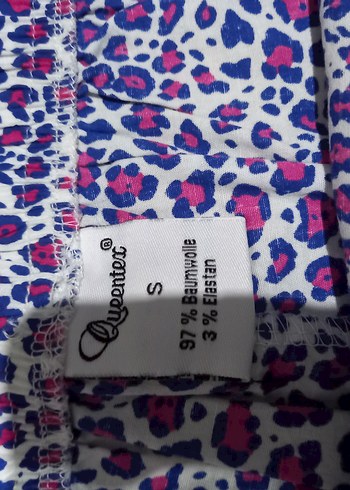 Queentex®
S
97 % Baumwolle
3 % Elastan